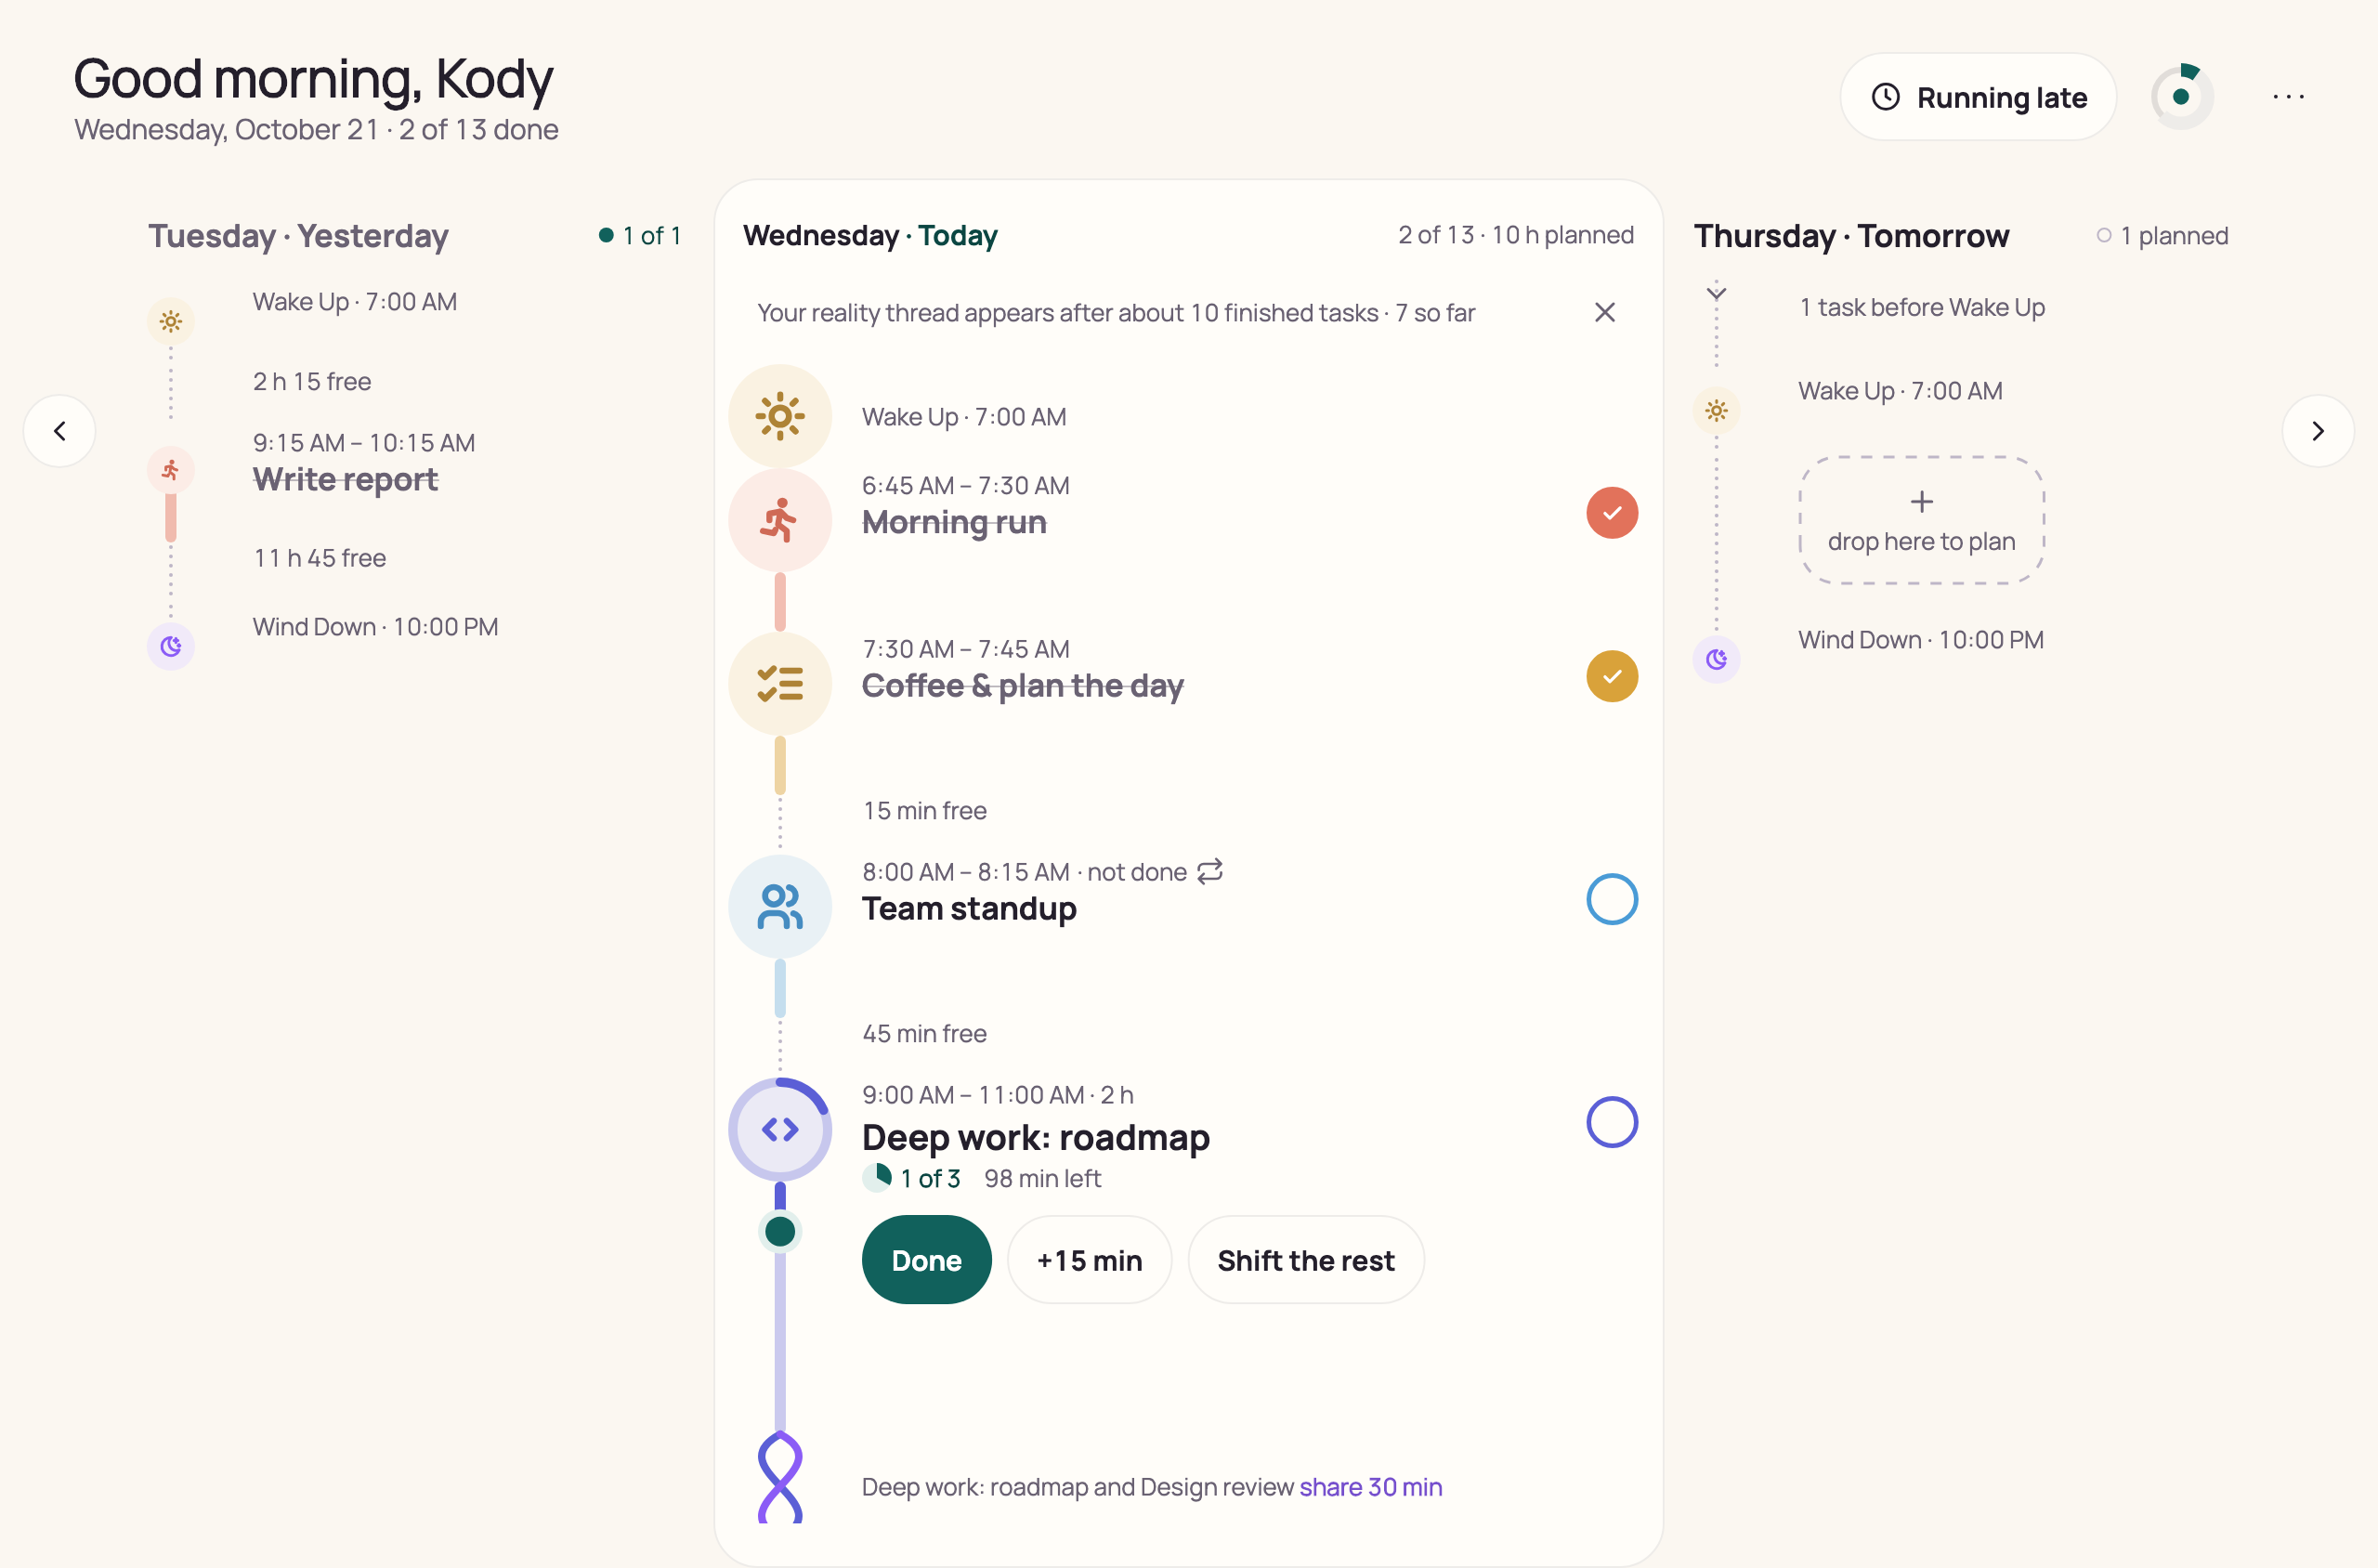 Good morning, Kody
Wednesday, October 21 · 2 of 13 done
Running late
Tuesday · Yesterday
1 of 1
Wake Up · 7:00 AM
2 h 15 free
9:15 AM – 10:15 AM
Write report
11 h 45 free
Wind Down · 10:00 PM
Wednesday · Today
2 of 13 · 10 h planned
Your reality thread appears after about 10 finished tasks · 7 so far
Wake Up · 7:00 AM
6:45 AM – 7:30 AM
Morning run
7:30 AM – 7:45 AM
Coffee & plan the day
15 min free
8:00 AM – 8:15 AM · not done
Team standup
45 min free
9:00 AM – 11:00 AM · 2 h
Deep work: roadmap
1 of 3 98 min left
Done
+15 min
Shift the rest
Deep work: roadmap and Design review share 30 min
Thursday · Tomorrow
1 planned
1 task before Wake Up
Wake Up · 7:00 AM
drop here to plan
Wind Down · 10:00 PM